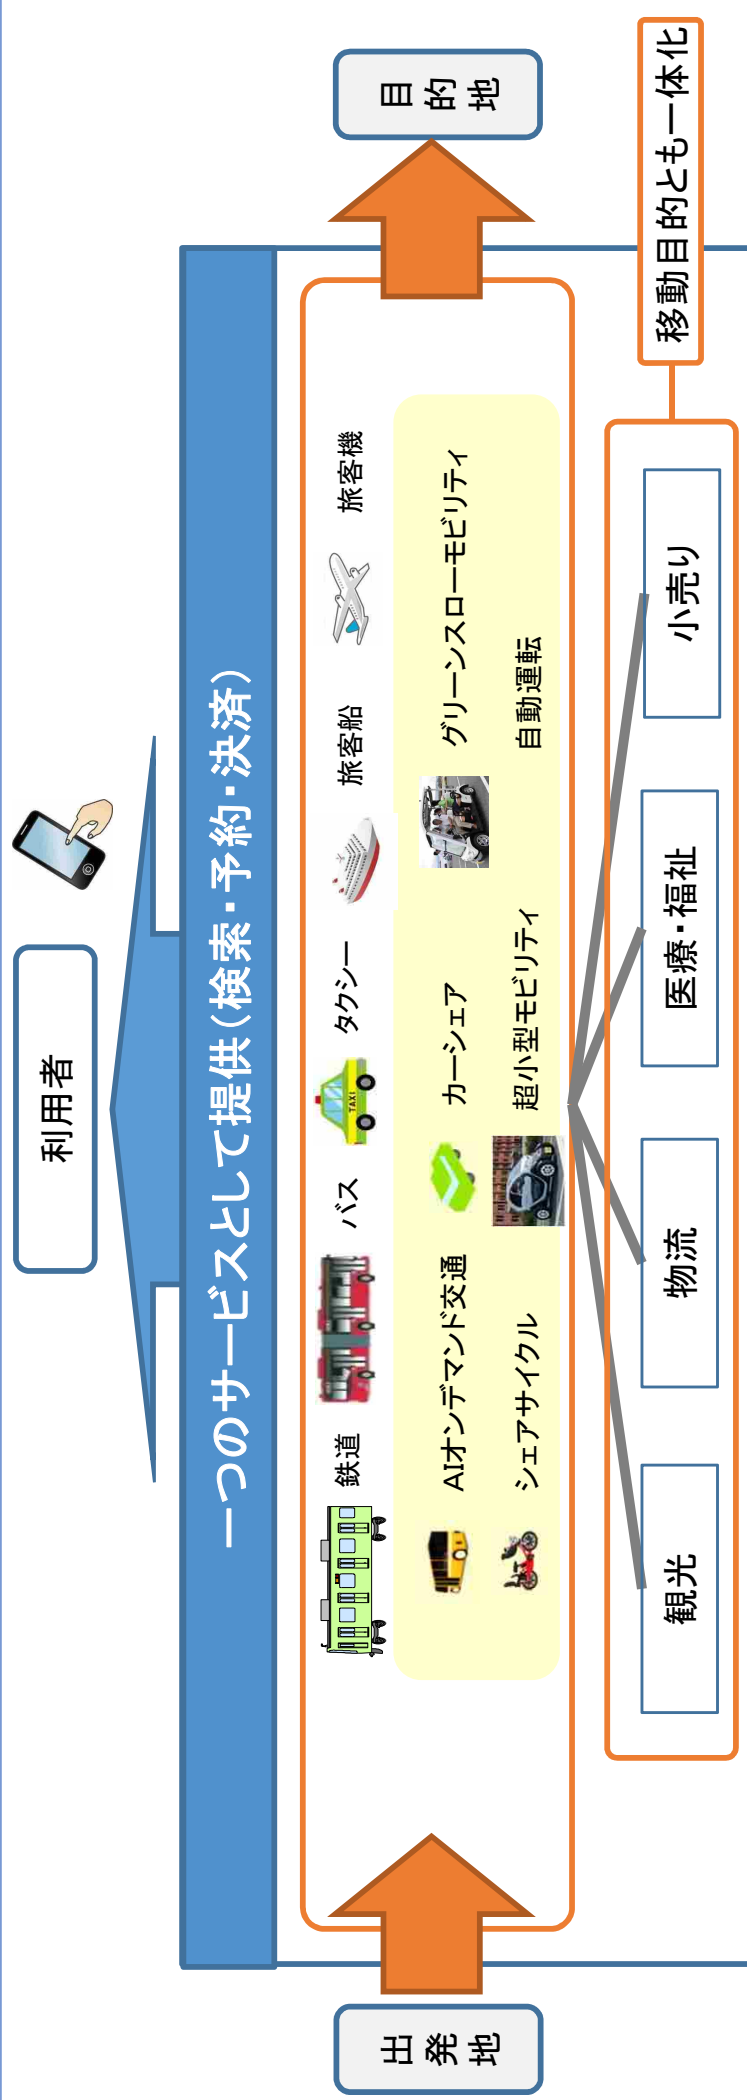 利用者
一つのサービスとして提供（検索・予約・決済）
出発地
目的地
鉄道
バス
タクシー
旅客船
旅客機
AIオンデマンド交通
カーシェア
グリーンスローモビリティ
シェアサイクル
超小型モビリティ
自動運転
TAXI
観光
物流
医療・福祉
小売り
移動目的とも一体化